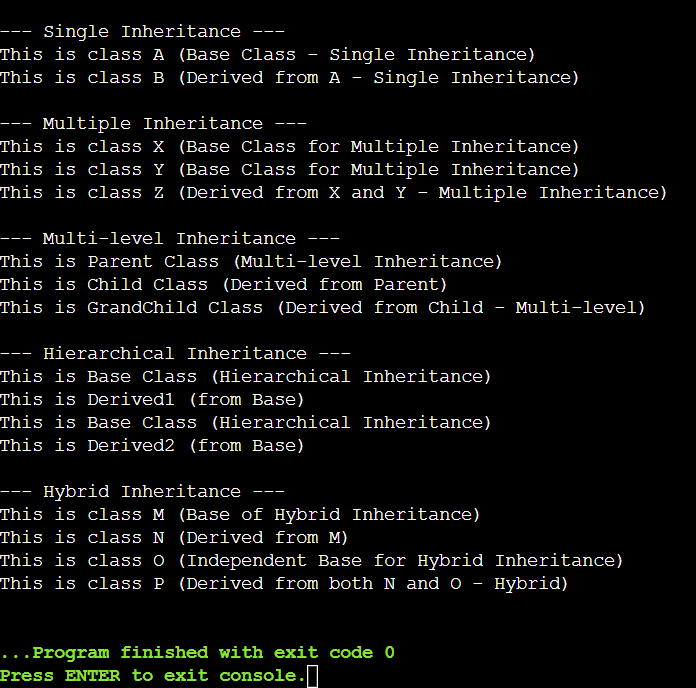 --- Single Inheritance ---
This is class A (Base Class - Single Inheritance)
This is class B (Derived from A - Single Inheritance)
--- Multiple Inheritance ---
This is class X (Base Class for Multiple Inheritance)
This is class Y (Base Class for Multiple Inheritance)
This is class Z (Derived from X and Y - Multiple Inheritance)
--- Multi-level Inheritance ---
This is Parent Class (Multi-level Inheritance)
This is Child Class (Derived from Parent)
This is GrandChild Class (Derived from Child - Multi-level)
--- Hierarchical Inheritance ---
This is Base Class (Hierarchical Inheritance)
This is Derived1 (from Base)
This is Base Class (Hierarchical Inheritance)
This is Derived2 (from Base)
--- Hybrid Inheritance ---
This is class M (Base of Hybrid Inheritance)
This is class N (Derived from M)
This is class O (Independent Base for Hybrid Inheritance)
This is class P (Derived from both N and O - Hybrid)
...Program finished with exit code 0
Press ENTER to exit console.